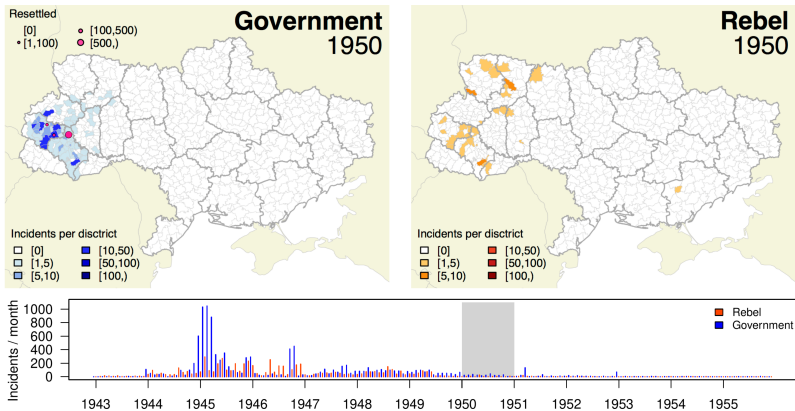 Resettled
[0]
[1,100)
[100,500)
[500,)
Government
1950
Incidents per disctrict
[0]
[1,5)
[5,10)
[10,50)
[50,100)
[100,)
Rebel
1950
Incidents per disctrict
[0]
[1,5)
[5,10)
[10,50)
[50,100)
[100,)
Incidents / month
1000
800
600
400
200
0
Rebel
Government
1943 1944 1945 1946 1947 1948 1949 1950 1951 1952 1953 1954 1955